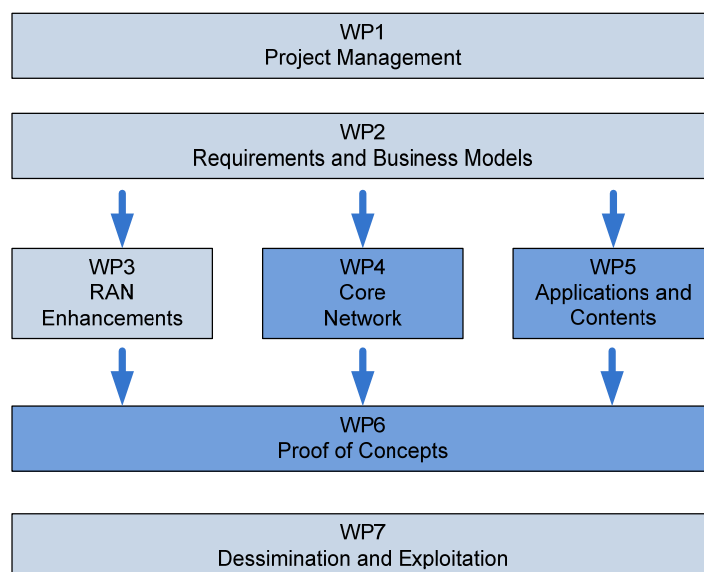 WP1
Project Management
WP2
Requirements and Business Models
WP3
RAN
Enhancements
WP4
Core
Network
WP5
Applications and
Contents
WP6
Proof of Concepts
WP7
Dessimination and Exploitation